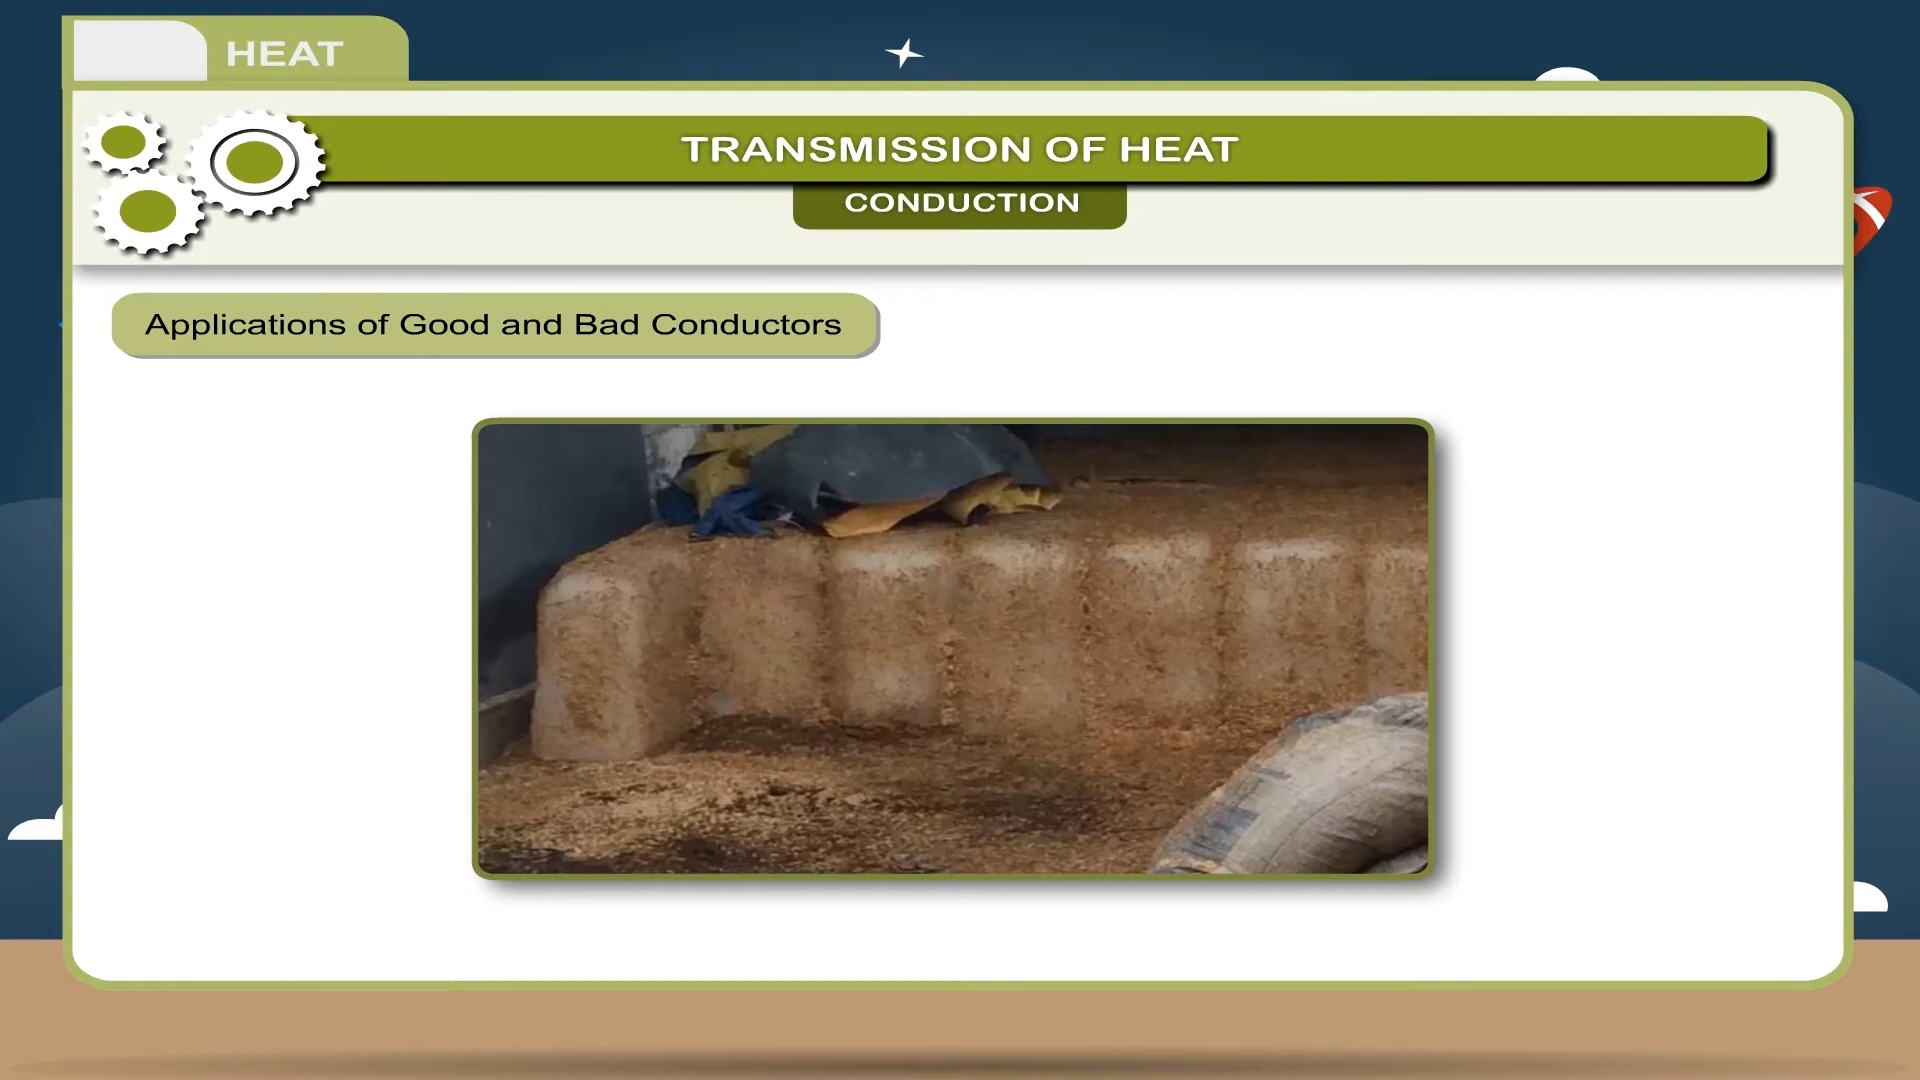 HEAT
TRANSMISSION OF HEAT
CONDUCTION
Applications of Good and Bad Conductors